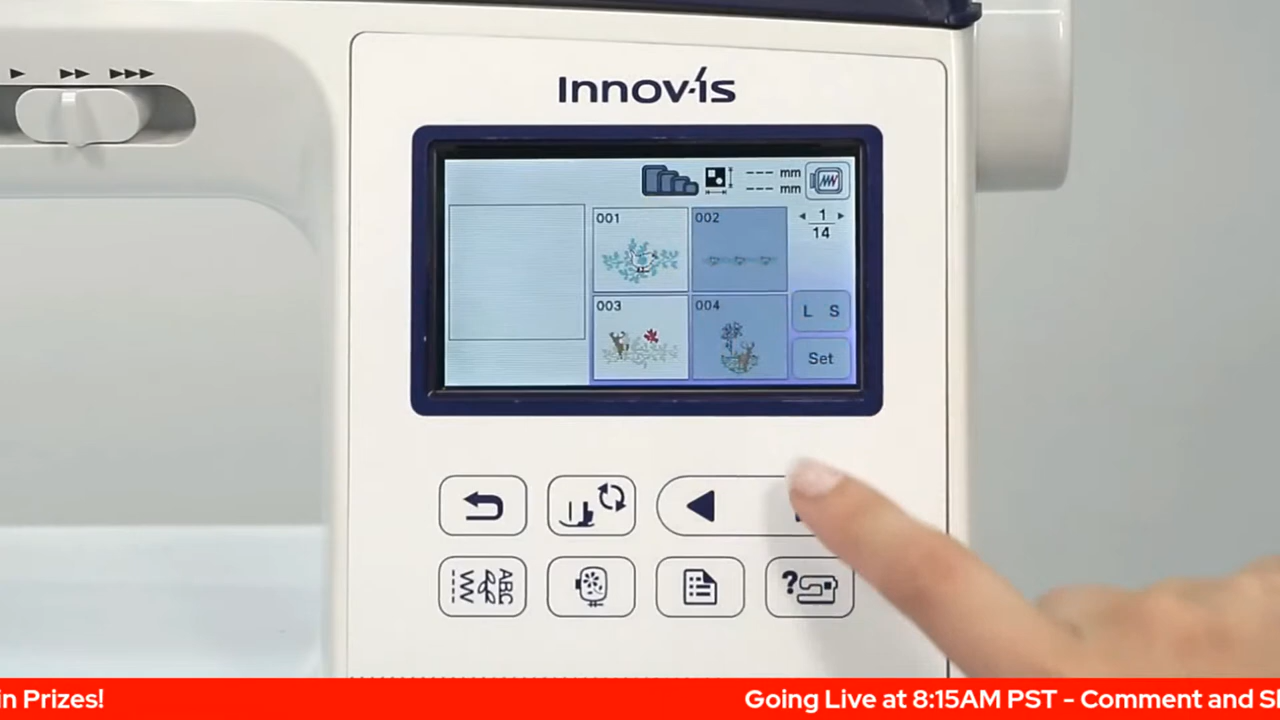 Innov-ís
--- mm
--- mm
001
002
1
14
003
004
L S
Set
ABC
?
in Prizes!
Going Live at 8:15AM PST - Comment and S